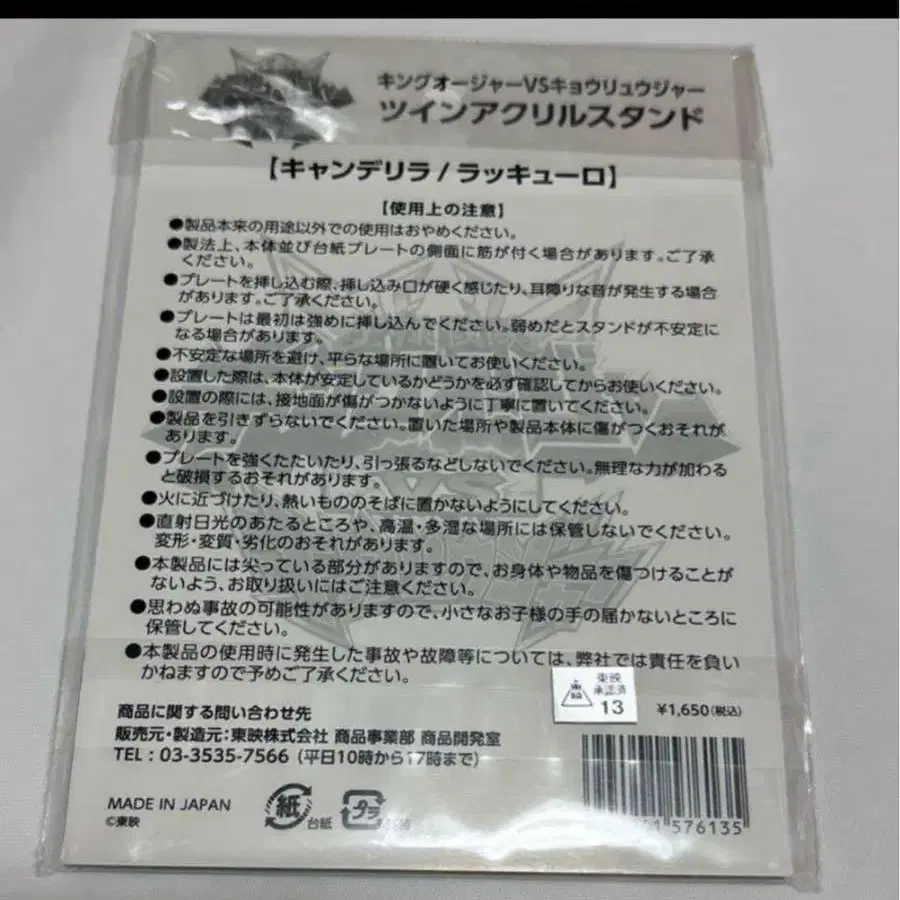 キングオージャーVSキョウリュウジャー
ツインアクリルスタンド
【キャンデリラ/ラッキューロ】
【使用上の注意】
●製品本来の用途以外での使用はおやめください。
●製法上、本体並び台紙プレートの側面に筋が付く場合があります。ご了承
ください。
●プレートを挿し込む際、挿し込み口が硬く感じたり、耳障りな音が発生する場合
があります。ご了承ください。
●プレートは最初は強めに挿し込んでください。弱めだとスタンドが不安定に
なる場合があります。
●不安定な場所を避け、平らな場所に置いてお使いください。
●設置した際は、本体が安定しているかどうかを必ず確認してからお使いください。
●設置の際には、接地面が傷がつかないように丁寧に置いてください。
●製品を引きずらないでください。置いた場所や製品本体に傷がつくおそれが
あります。
●プレートを強くたたいたり、引っ張るなどしないでください。無理な力が加わる
と破損するおそれがあります。
●火に近づけたり、熱いもののそばに置かないようにしてください。
●直射日光のあたるところや、高温・多湿な場所には保管しないでください。
変形・変質・劣化のおそれがあります。
●本製品には尖っている部分がありますので、お身体や物品を傷つけることが
ないよう、お取り扱いにはご注意ください。
●思わぬ事故の可能性がありますので、小さなお子様の手の届かないところに
保管してください。
●本製品の使用時に発生した事故や故障等については、弊社では責任を負い
かねますので予めご了承ください。
東映
承認済
13
¥1,650(税込)
商品に関する問い合わせ先
販売元・製造元:東映株式会社 商品事業部 商品開発室
TEL:03-3535-7566(平日10時から17時まで)
MADE IN JAPAN
©東映
紙
台紙
プラ
576135